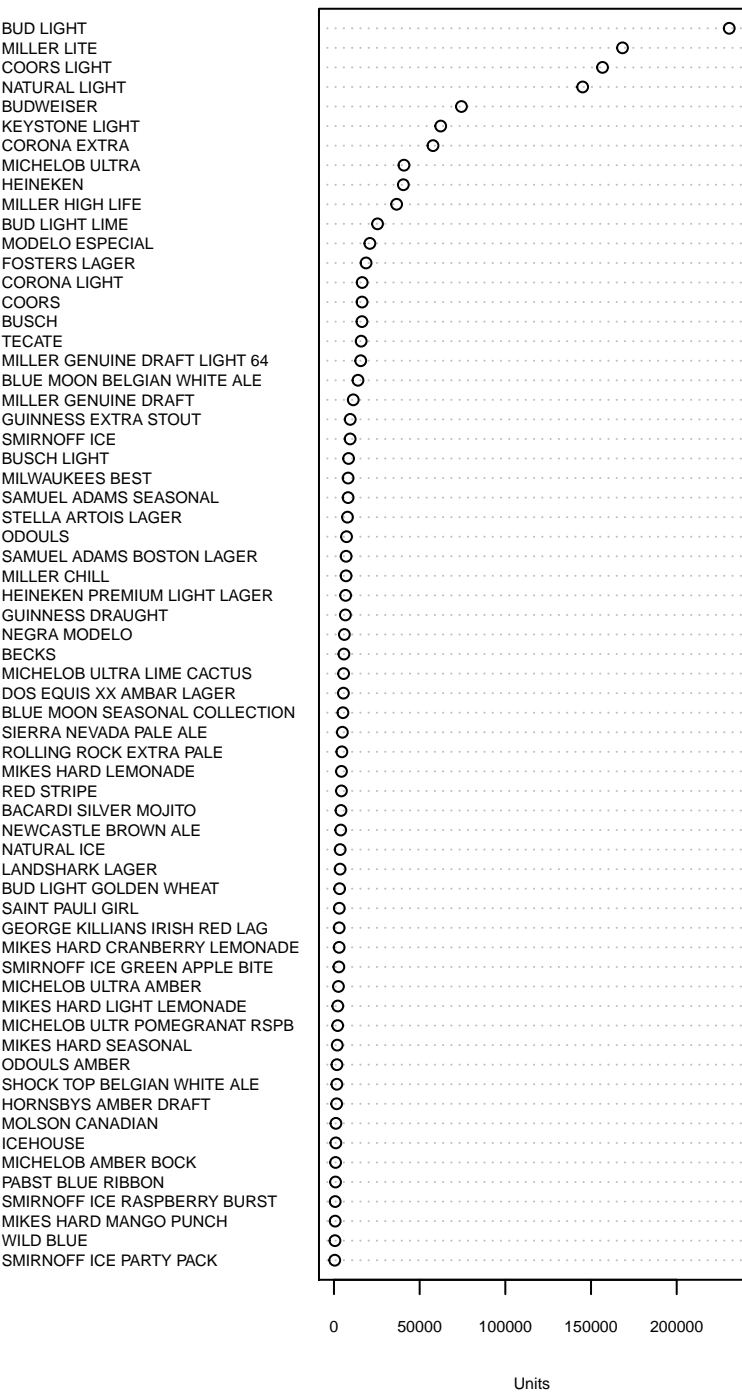 BUD LIGHT
MILLER LITE
COORS LIGHT
NATURAL LIGHT
BUDWEISER
KEYSTONE LIGHT
CORONA EXTRA
MICHELOB ULTRA
HEINEKEN
MILLER HIGH LIFE
BUD LIGHT LIME
MODELO ESPECIAL
FOSTERS LAGER
CORONA LIGHT
COORS
BUSCH
TECATE
MILLER GENUINE DRAFT LIGHT 64
BLUE MOON BELGIAN WHITE ALE
MILLER GENUINE DRAFT
GUINNESS EXTRA STOUT
SMIRNOFF ICE
BUSCH LIGHT
MILWAUKEES BEST
SAMUEL ADAMS SEASONAL
STELLA ARTOIS LAGER
ODOULS
SAMUEL ADAMS BOSTON LAGER
MILLER CHILL
HEINEKEN PREMIUM LIGHT LAGER
GUINNESS DRAUGHT
NEGRA MODELO
BECKS
MICHELOB ULTRA LIME CACTUS
DOS EQUIS XX AMBAR LAGER
BLUE MOON SEASONAL COLLECTION
SIERRA NEVADA PALE ALE
ROLLING ROCK EXTRA PALE
MIKES HARD LEMONADE
RED STRIPE
BACARDI SILVER MOJITO
NEWCASTLE BROWN ALE
NATURAL ICE
LANDSHARK LAGER
BUD LIGHT GOLDEN WHEAT
SAINT PAULI GIRL
GEORGE KILLIANS IRISH RED LAG
MIKES HARD CRANBERRY LEMONADE
SMIRNOFF ICE GREEN APPLE BITE
MICHELOB ULTRA AMBER
MIKES HARD LIGHT LEMONADE
MICHELOB ULTR POMEGRANAT RSPB
MIKES HARD SEASONAL
ODOULS AMBER
SHOCK TOP BELGIAN WHITE ALE
HORNSBYS AMBER DRAFT
MOLSON CANADIAN
ICEHOUSE
MICHELOB AMBER BOCK
PABST BLUE RIBBON
SMIRNOFF ICE RASPBERRY BURST
MIKES HARD MANGO PUNCH
WILD BLUE
SMIRNOFF ICE PARTY PACK
0 50000 100000 150000 200000
Units